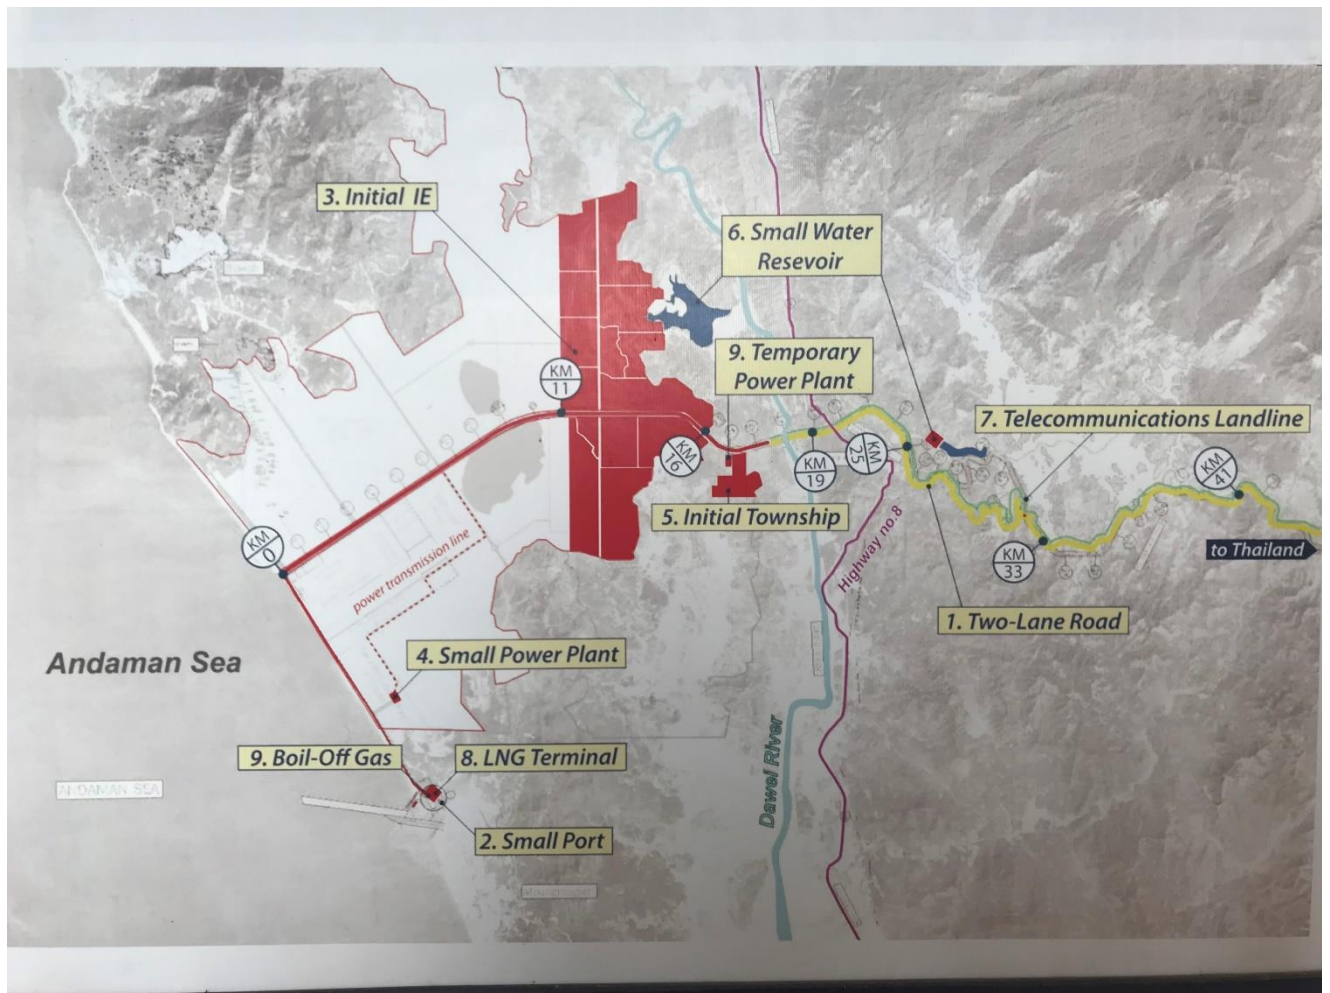 3. Initial IE
6. Small Water
Resevoir
9. Temporary
Power Plant
KM
11
7. Telecommunications Landline
KM
16
KM
19
KM
25
KM
41
5. Initial Township
KM
0
power transmission line
Highway no.8
KM
33
to Thailand
1. Two-Lane Road
Andaman Sea
4. Small Power Plant
Dawei River
9. Boil-Off Gas
8. LNG Terminal
ANDAMAN SEA
2. Small Port